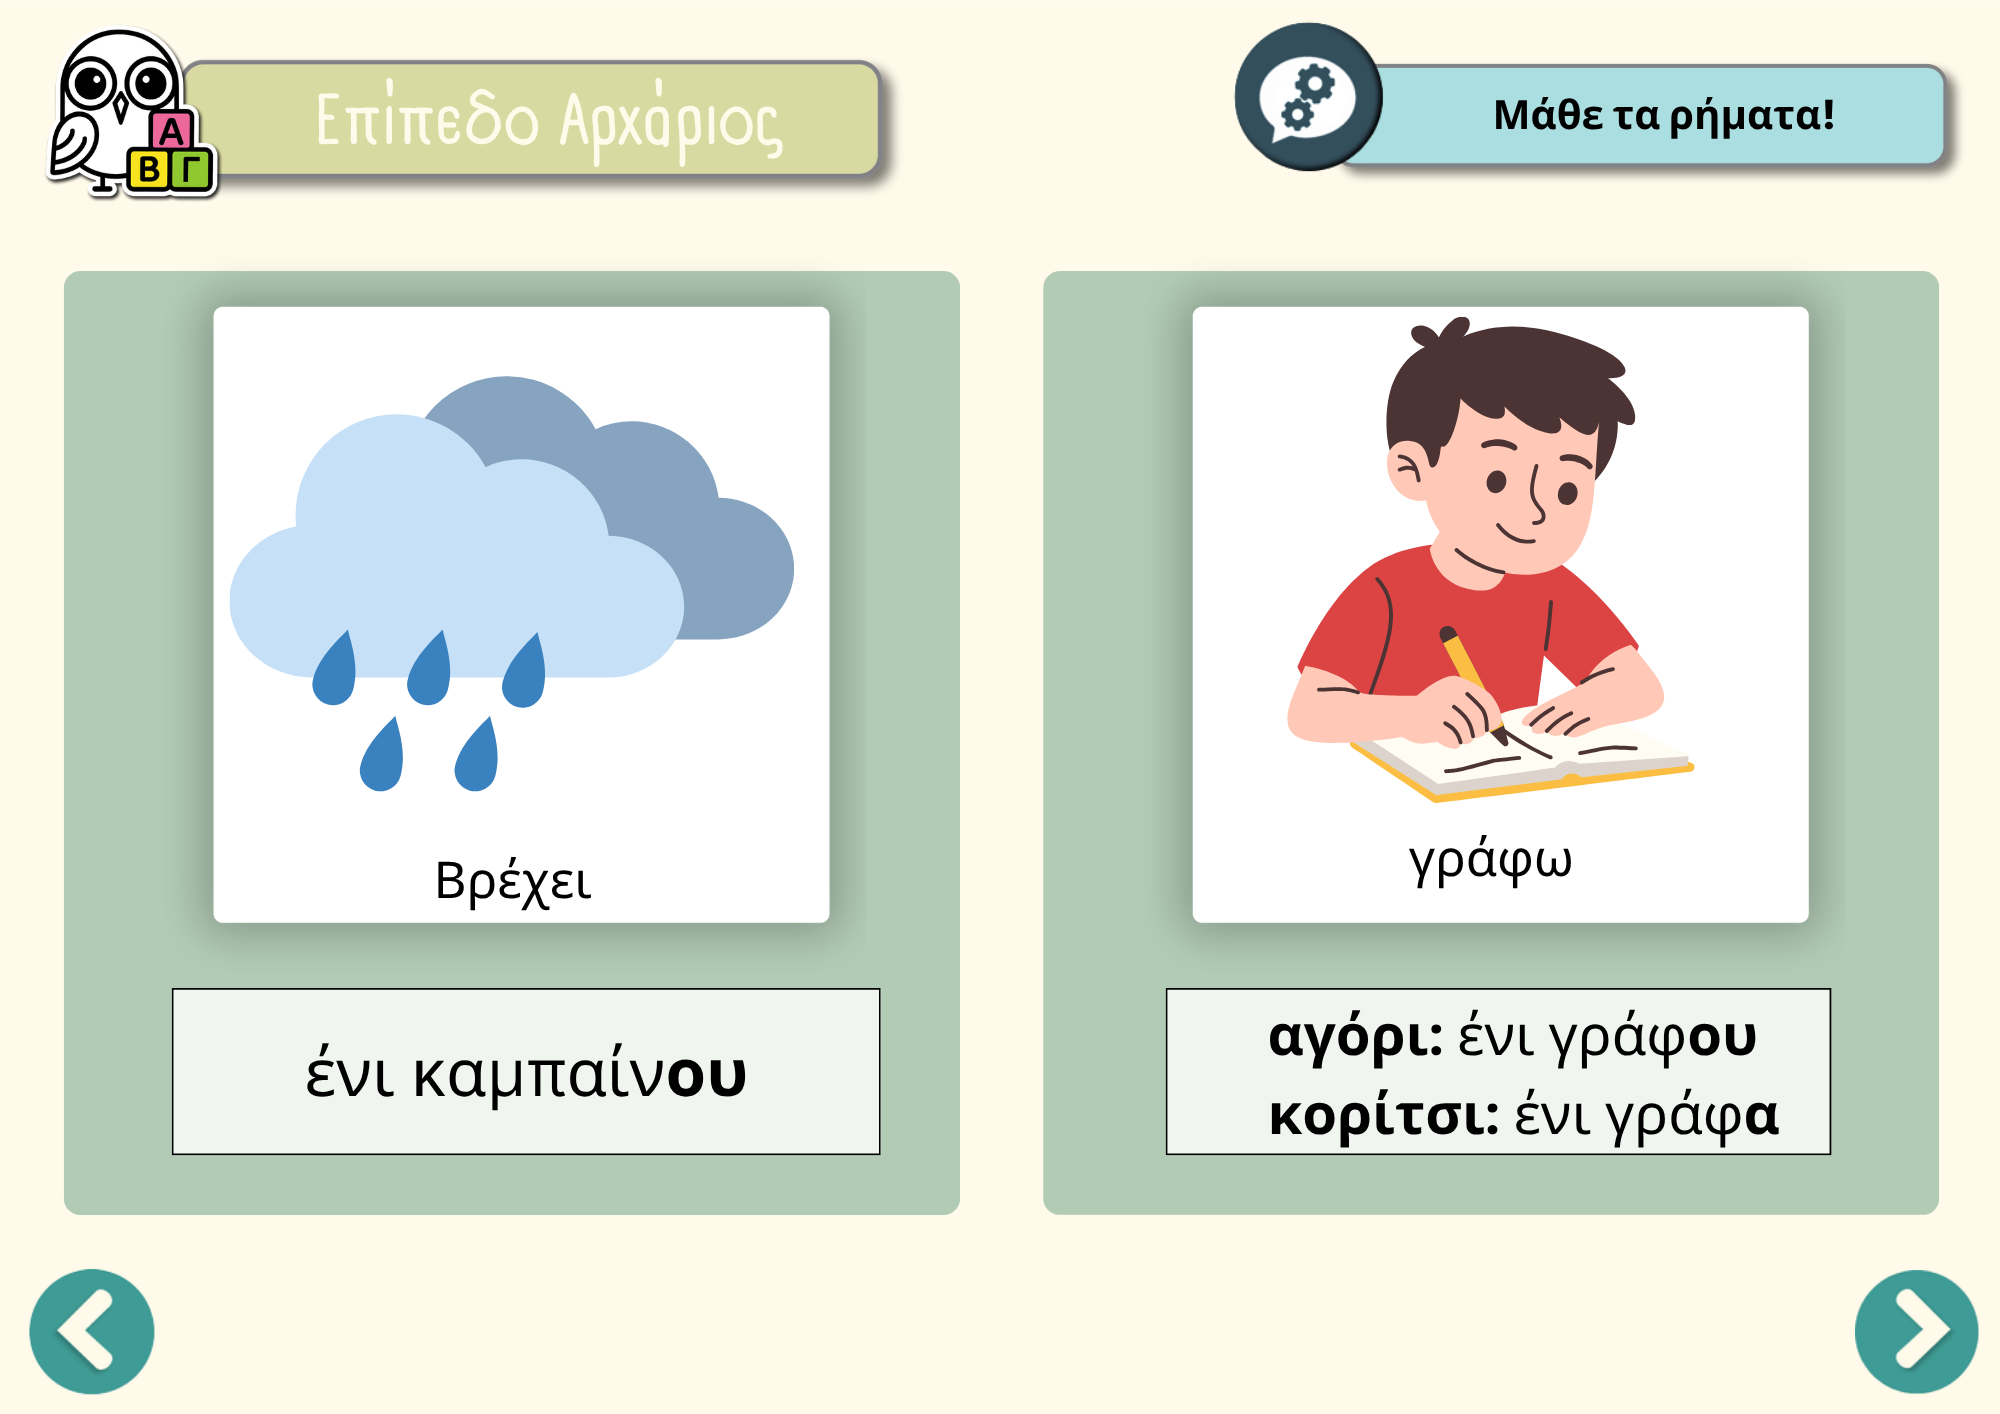 Επίπεδο Αρχάριος
Μάθε τα ρήματα!
Α
Β Γ
Βρέχει
ένι καμπαίνου
γράφω
αγόρι: ένι γράφου
κορίτσι: ένι γράφα